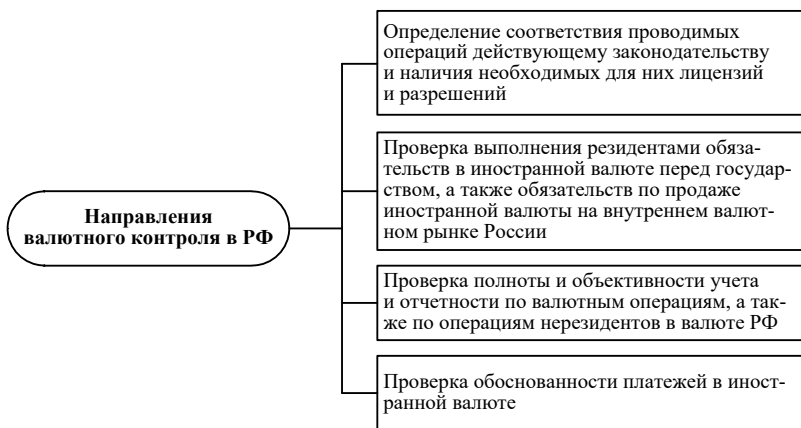 Определение соответствия проводимых
операций действующему законодательству
и наличия необходимых для них лицензий
и разрешений
Проверка выполнения резидентами обяза-
тельств в иностранной валюте перед государ-
ством, а также обязательств по продаже
иностранной валюты на внутреннем валют-
ном рынке России
Направления
валютного контроля в РФ
Проверка полноты и объективности учета
и отчетности по валютным операциям, а так-
же по операциям нерезидентов в валюте РФ
Проверка обоснованности платежей в иност-
ранной валюте